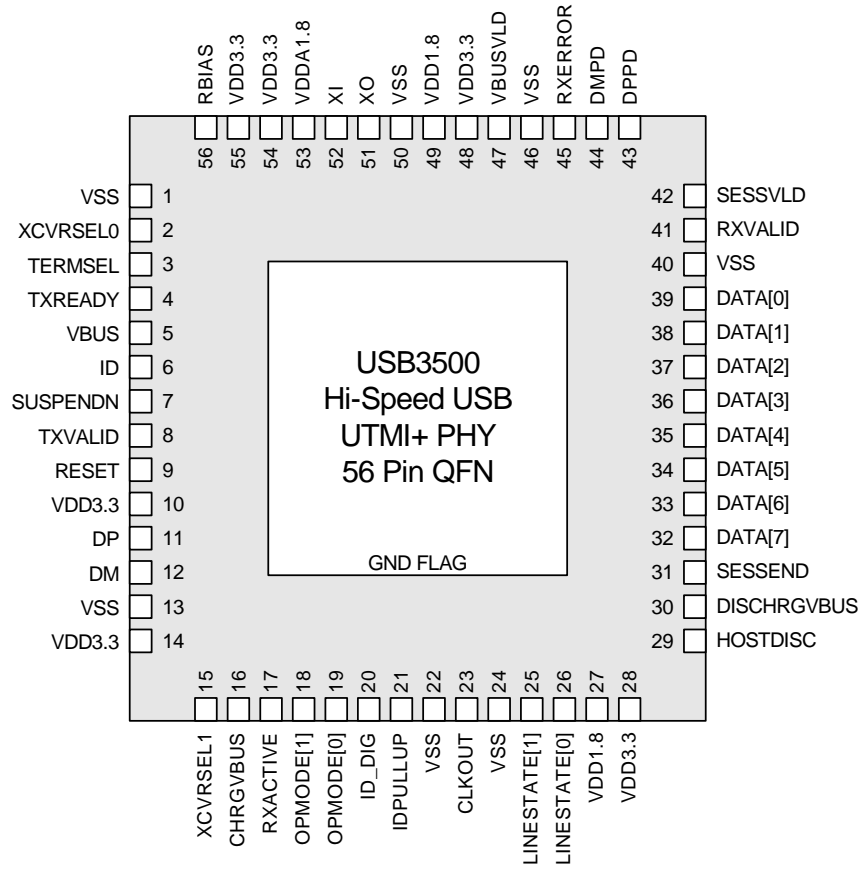 RBIAS
VDD3.3
VDD3.3
VDDA1.8
XI
XO
VSS
VDD1.8
VDD3.3
VBUSVLD
VSS
RXERROR
DMPD
DPPD
56
55
54
53
52
51
50
49
48
47
46
45
44
43
VSS 1
XCVRSEL0 2
TERMSEL 3
TXREADY 4
VBUS 5
ID 6
SUSPENDN 7
TXVALID 8
RESET 9
VDD3.3 10
DP 11
DM 12
VSS 13
VDD3.3 14
USB3500
Hi-Speed USB
UTMI+ PHY
56 Pin QFN
GND FLAG
42 SESSVLD
41 RXVALID
40 VSS
39 DATA[0]
38 DATA[1]
37 DATA[2]
36 DATA[3]
35 DATA[4]
34 DATA[5]
33 DATA[6]
32 DATA[7]
31 SESSEND
30 DISCHRGVBUS
29 HOSTDISC
15
16
17
18
19
20
21
22
23
24
25
26
27
28
XCVRSEL1
CHRGVBUS
RXACTIVE
OPMODE[1]
OPMODE[0]
ID_DIG
IDPULLUP
VSS
CLKOUT
VSS
LINESTATE[1]
LINESTATE[0]
VDD1.8
VDD3.3